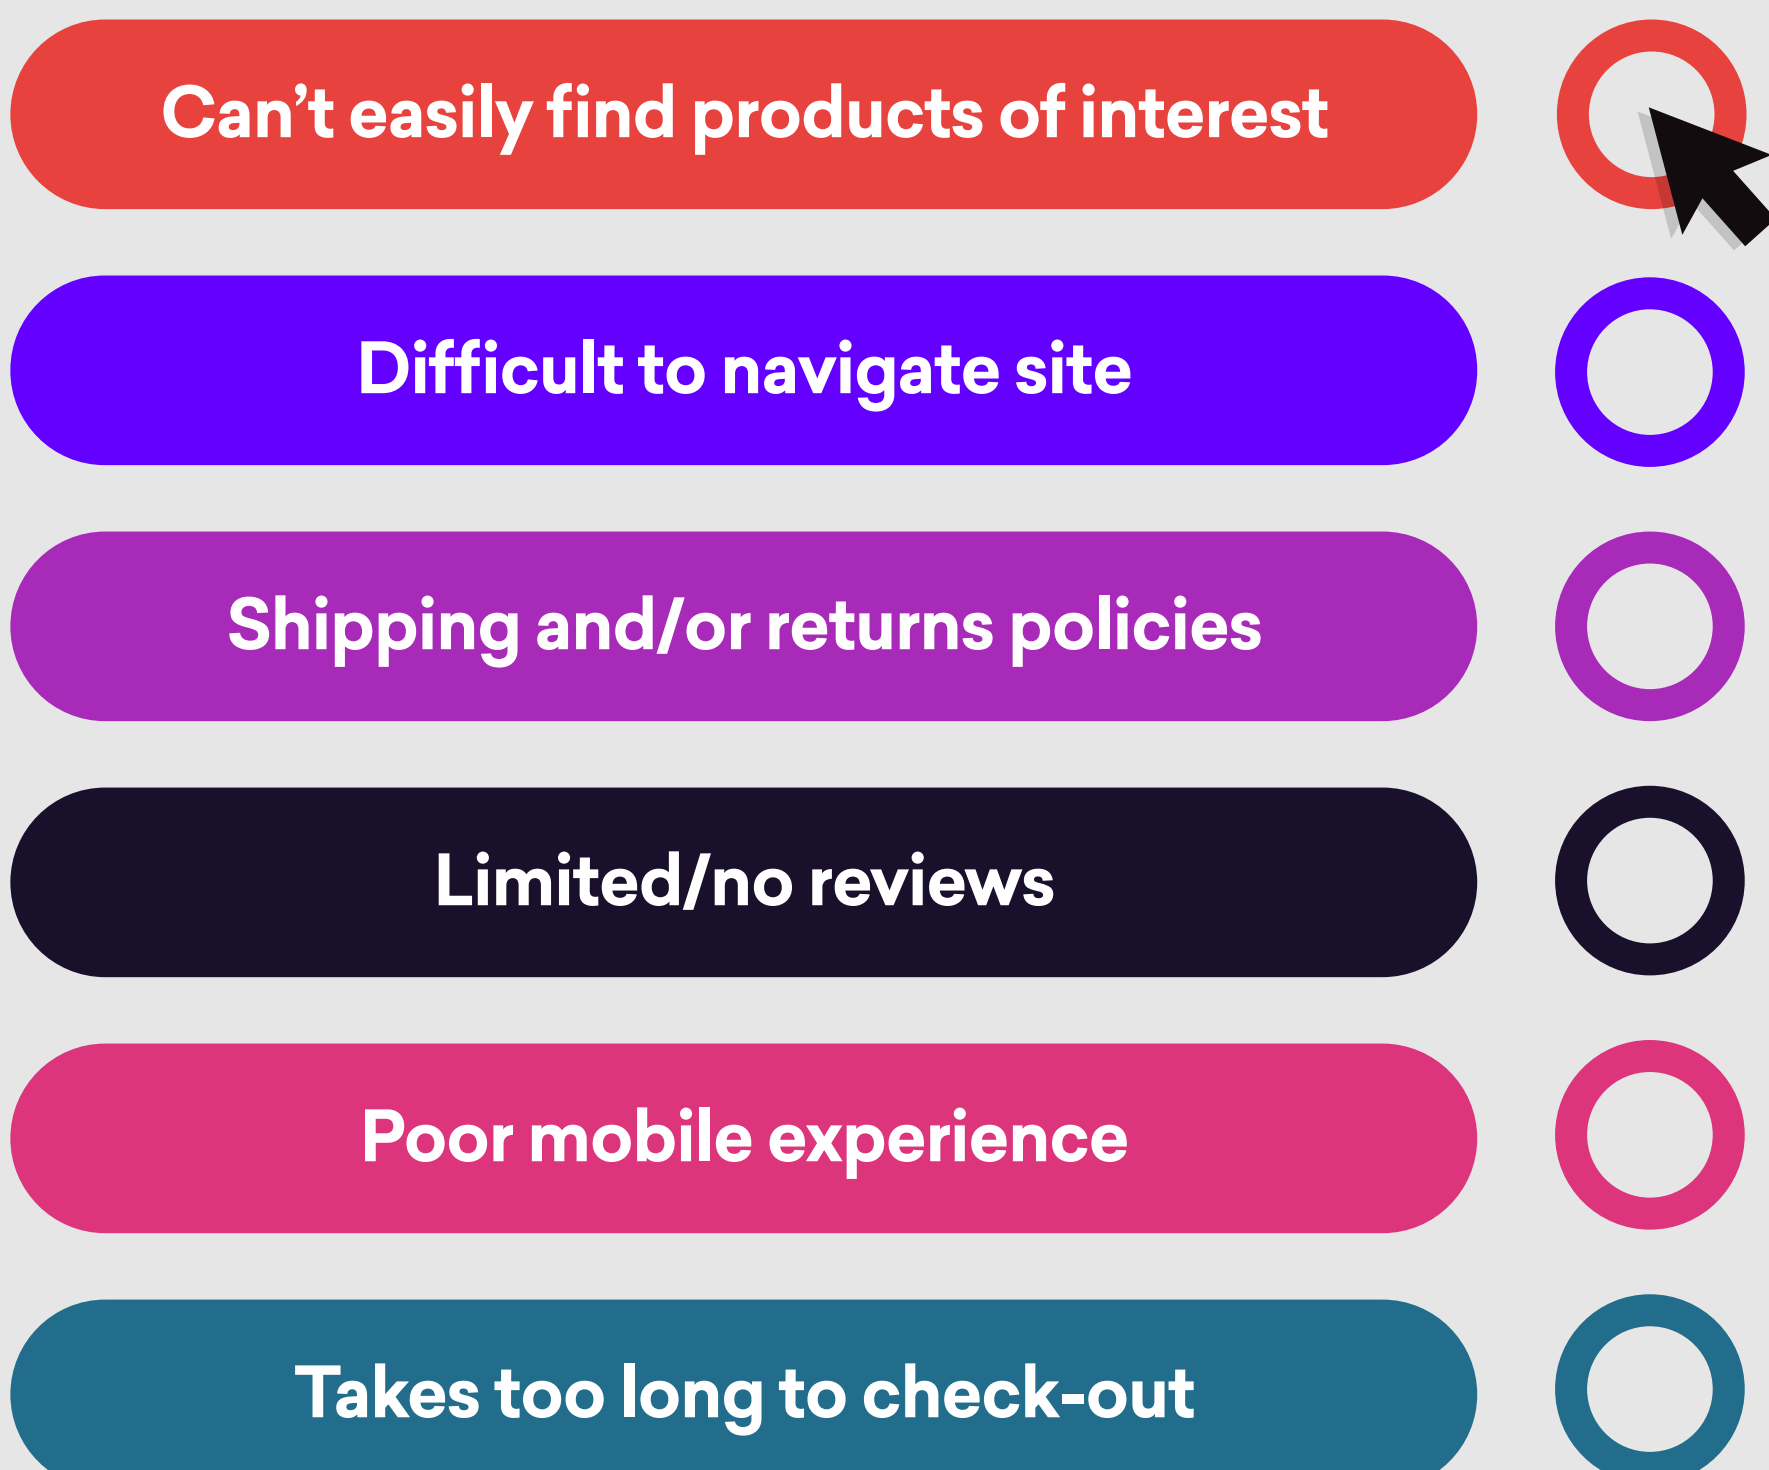 Can’t easily find products of interest
Difficult to navigate site
Shipping and/or returns policies
Limited/no reviews
Poor mobile experience
Takes too long to check-out